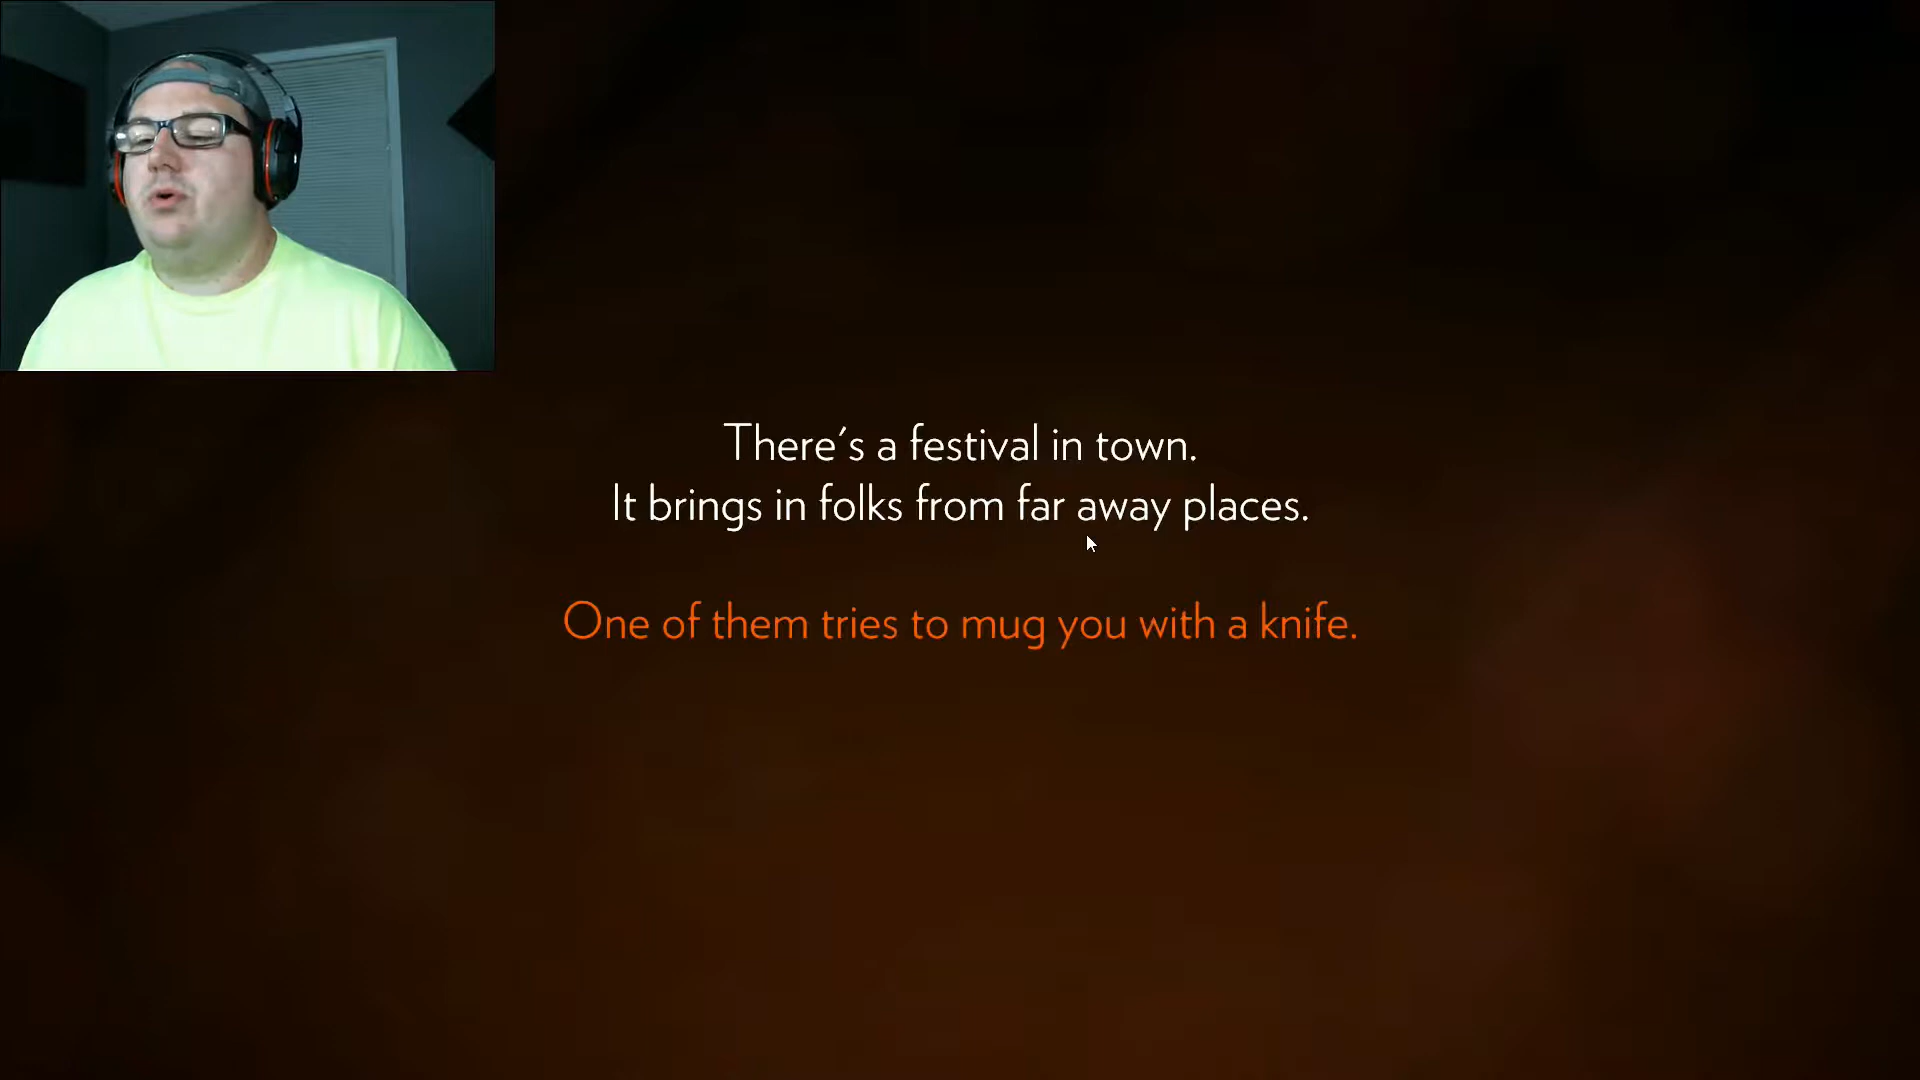 There's a festival in town.
It brings in folks from far away places.
One of them tries to mug you with a knife.